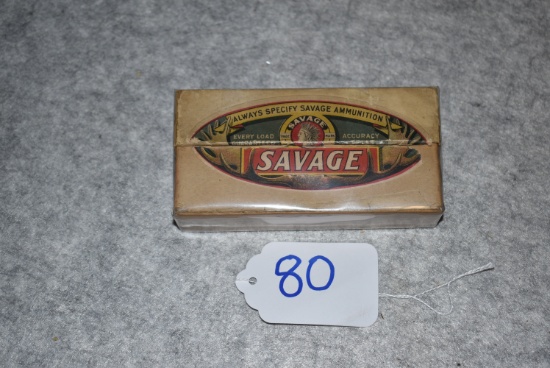 ALWAYS SPECIFY SAVAGE AMMUNITION
SAVAGE
EVERY LOAD
ACCURACY
SAVAGE
80